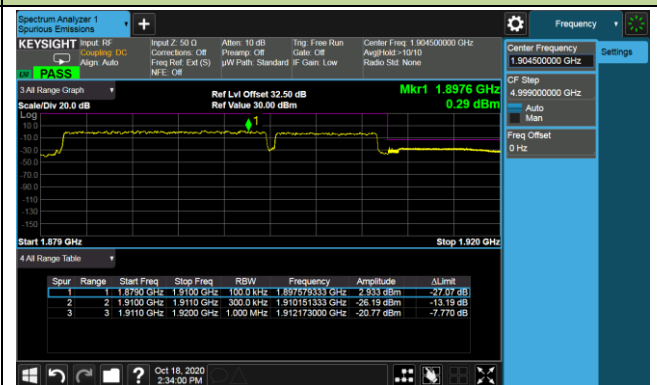 Spectrum Analyzer 1
Spurious Emissions
+
Frequency
KEYSIGHT Input: RF Input Z: 50 Ω Atten: 10 dB Trig: Free Run Center Freq: 1.904500000 GHz
Coupling: DC Corrections: Off Preamp: Off Gate: Off Avg|Hold:>10/10
Align: Auto Freq Ref: Ext (S) µW Path: Standard IF Gain: Low Radio Std: None
NFE: Off
PASS
Center Frequency
1.904500000 GHz
Settings
CF Step
4.999000000 GHz
Auto
Man
Freq Offset
0 Hz
3 All Range Graph
Ref Lvl Offset 32.50 dB
Mkr1 1.8976 GHz
Scale/Div 20.0 dB Ref Value 30.00 dBm 0.29 dBm
Log
10.0
-10.0
-30.0
-50.0
-70.0
-90.0
-110
-130
-150
1
Start 1.879 GHz Stop 1.920 GHz
4 All Range Table
Spur Range Start Freq Stop Freq RBW Frequency Amplitude ΔLimit
1 1 1.8790 GHz 1.9100 GHz 100.0 kHz 1.897579333 GHz 2.933 dBm -27.07 dB
2 2 1.9100 GHz 1.9110 GHz 300.0 kHz 1.910151333 GHz -26.19 dBm -13.19 dB
3 3 1.9110 GHz 1.9200 GHz 1.000 MHz 1.912173000 GHz -20.77 dBm -7.770 dB
? Oct 18, 2020
2:34:00 PM